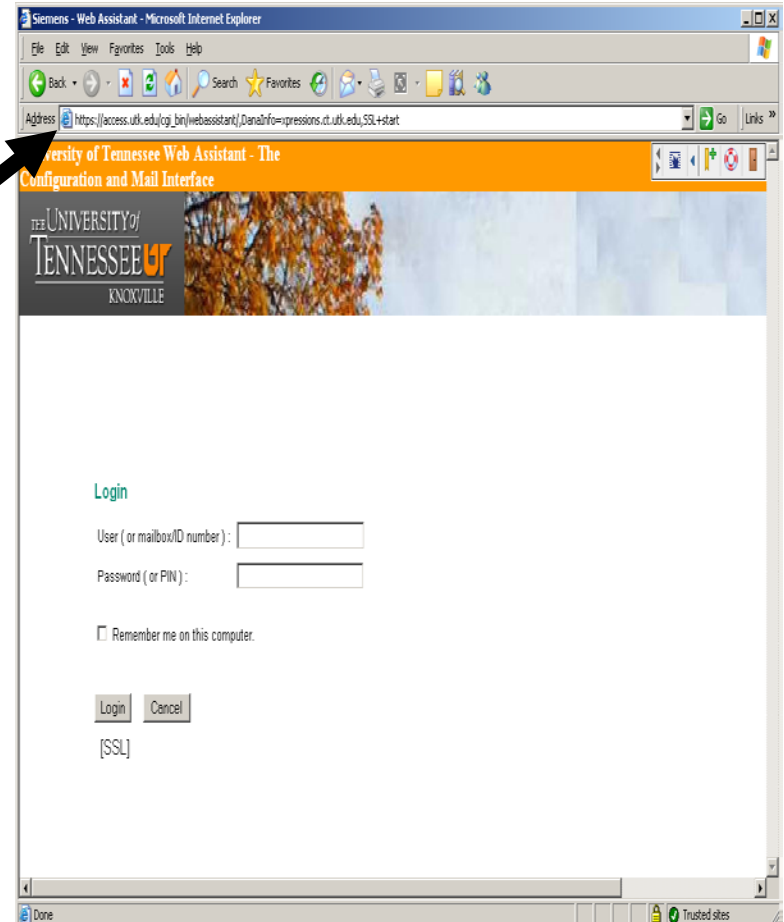 Siemens - Web Assistant - Microsoft Internet Explorer
File Edit View Favorites Tools Help
Back Search Favorites
Address https://access.utk.edu/cgi_bin/webassistant/,DanaInfo=xpressions.ct.utk.edu,SSL+start Go Links »
versity of Tennessee Web Assistant - The
Configuration and Mail Interface
THE UNIVERSITY of
TENNESSEE UT
KNOXVILLE
Login
User ( or mailbox/ID number ) :
Password ( or PIN ) :
Remember me on this computer.
Login Cancel
[SSL]
Done Trusted sites